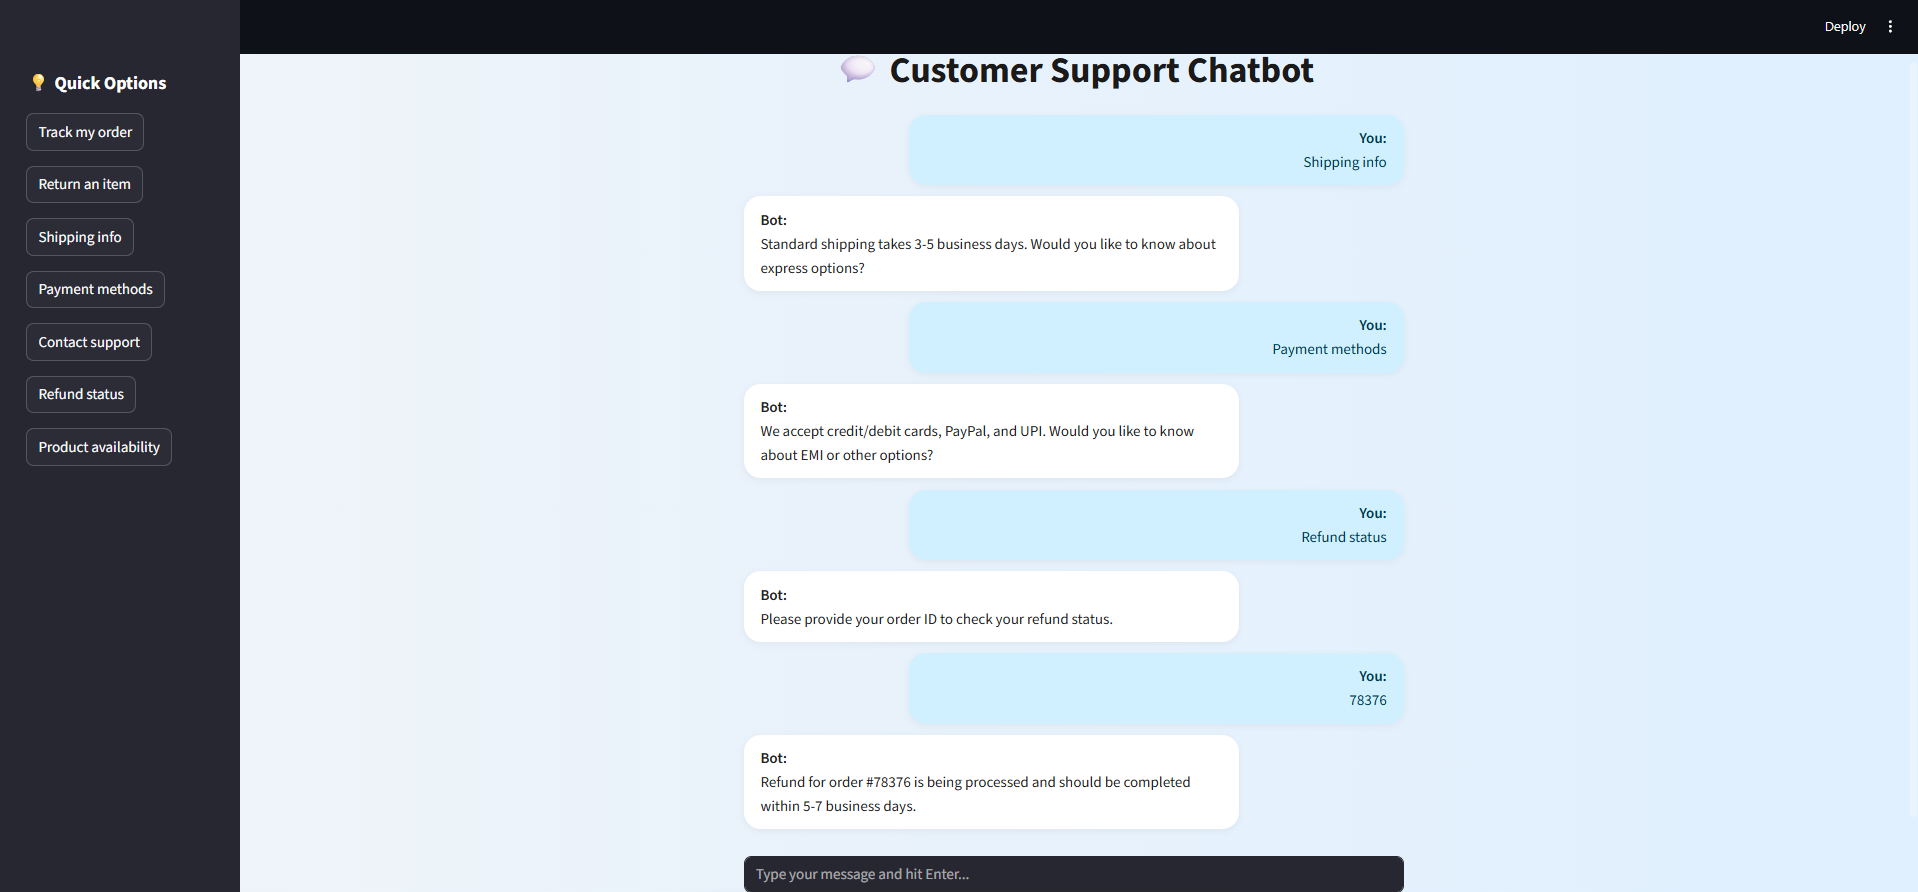 Deploy
Quick Options
Track my order
Return an item
Shipping info
Payment methods
Contact support
Refund status
Product availability
Customer Support Chatbot
You:
Shipping info
Bot:
Standard shipping takes 3-5 business days. Would you like to know about
express options?
You:
Payment methods
Bot:
We accept credit/debit cards, PayPal, and UPI. Would you like to know
about EMI or other options?
You:
Refund status
Bot:
Please provide your order ID to check your refund status.
You:
78376
Bot:
Refund for order #78376 is being processed and should be completed
within 5-7 business days.
Type your message and hit Enter...